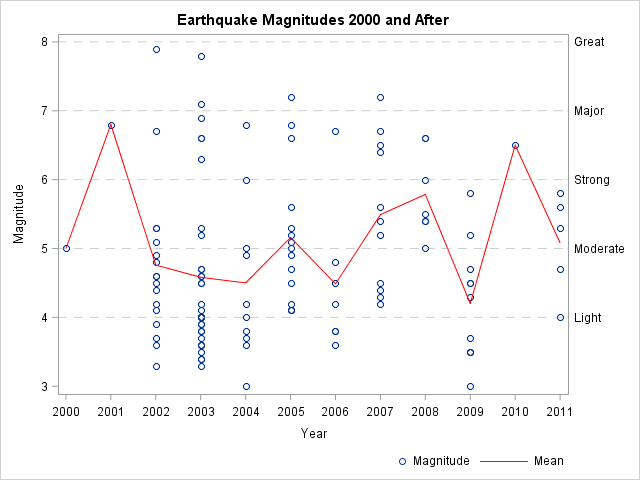 Earthquake Magnitudes 2000 and After
8 Great
7 Major
6 Strong
5 Moderate
4 Light
3
Magnitude
2000 2001 2002 2003 2004 2005 2006 2007 2008 2009 2010 2011
Year
Magnitude Mean